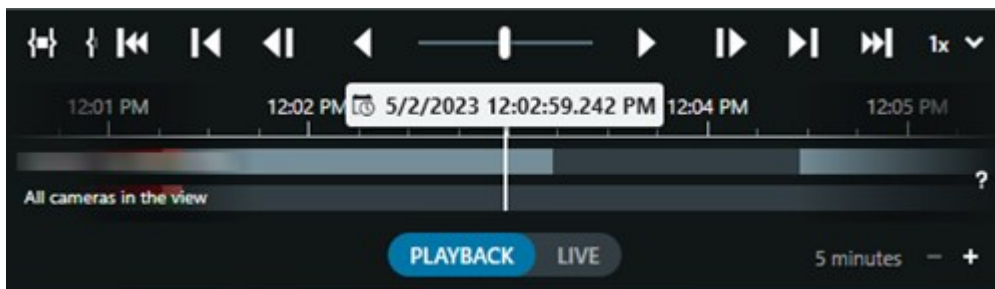 1x
12:01 PM 12:02 PM 5/2/2023 12:02:59.242 PM 12:04 PM 12:05 PM
?
All cameras in the view
PLAYBACK LIVE 5 minutes − +